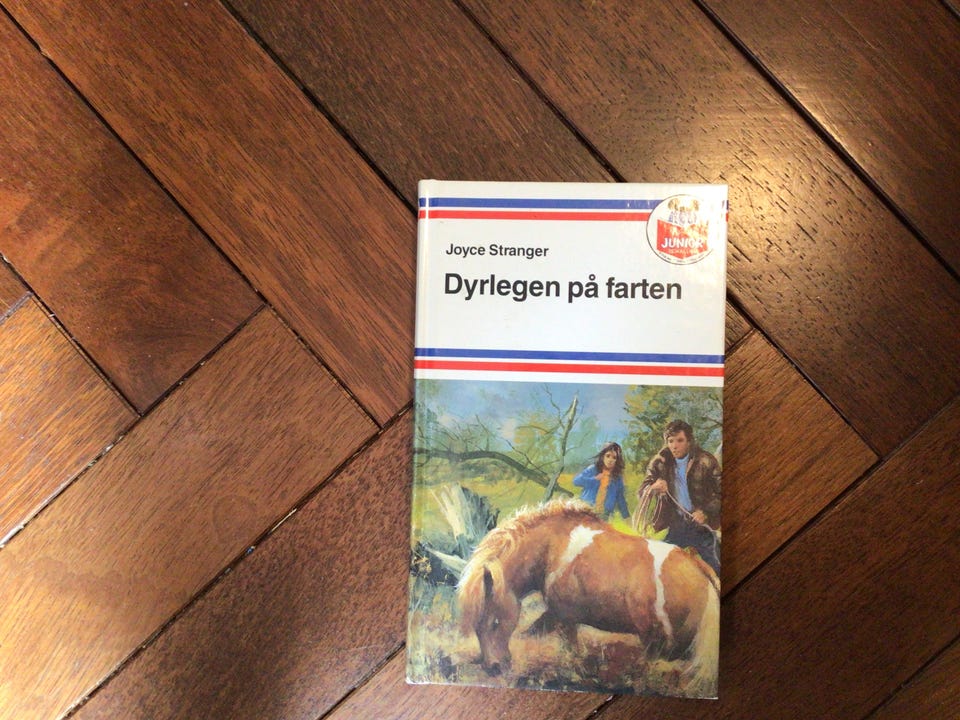 Joyce Stranger
Dyrlegen på farten
JUNIOR